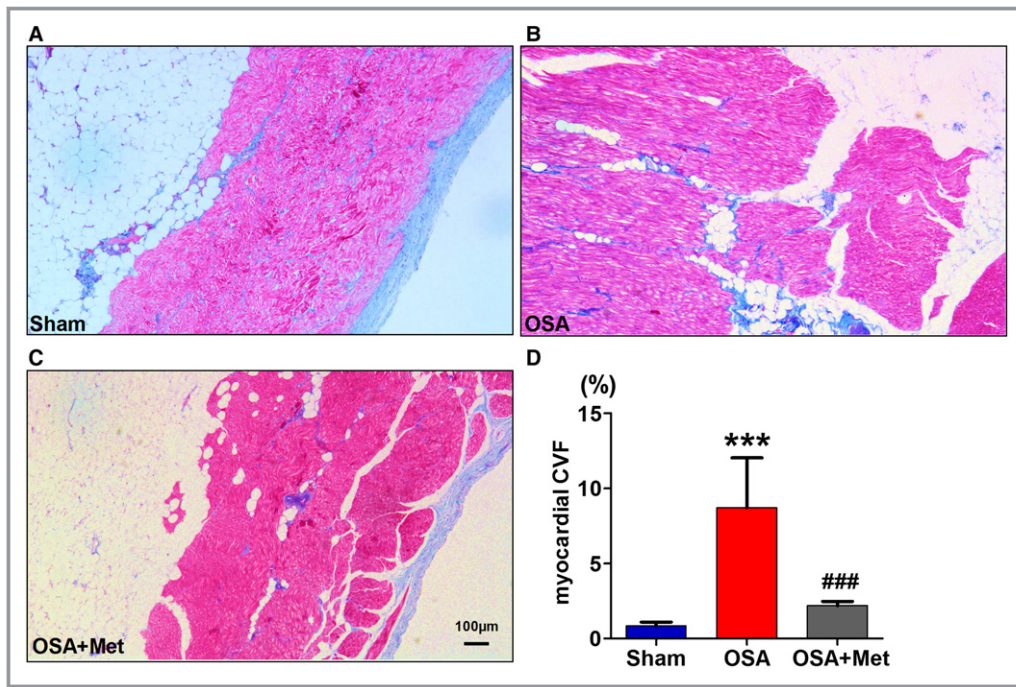 A
B
Sham
OSA
C
D
OSA+Met
100µm
(%)
myocardial CVF
15
10
5
0
***
###
Sham
OSA
OSA+Met